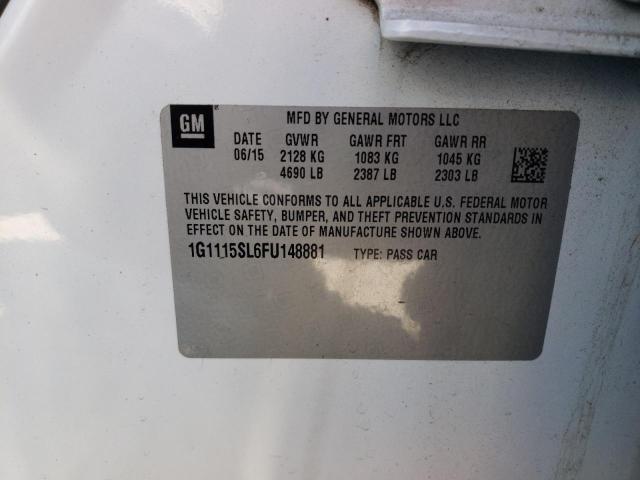 GM
MFD BY GENERAL MOTORS LLC
DATE GVWR GAWR FRT GAWR RR
06/15 2128 KG 1083 KG 1045 KG
4690 LB 2387 LB 2303 LB
THIS VEHICLE CONFORMS TO ALL APPLICABLE U.S. FEDERAL MOTOR
VEHICLE SAFETY, BUMPER, AND THEFT PREVENTION STANDARDS IN
EFFECT ON THE DATE OF MANUFACTURE SHOWN ABOVE.
1G1115SL6FU148881 TYPE: PASS CAR